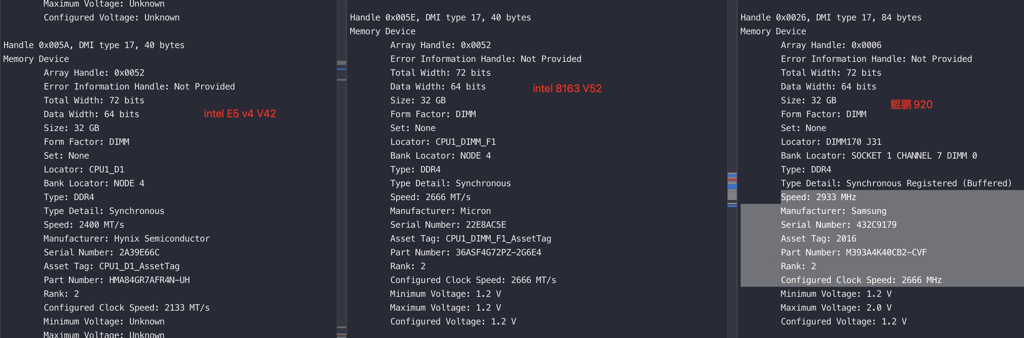 Maximum Voltage: Unknown
Configured Voltage: Unknown
Handle 0x005A, DMI type 17, 40 bytes
Memory Device
Array Handle: 0x0052
Error Information Handle: Not Provided
Total Width: 72 bits
Data Width: 64 bits
intel E5 v4 V42
Size: 32 GB
Form Factor: DIMM
Set: None
Locator: CPU1_D1
Bank Locator: NODE 4
Type: DDR4
Type Detail: Synchronous
Speed: 2400 MT/s
Manufacturer: Hynix Semiconductor
Serial Number: 2A39E66C
Asset Tag: CPU1_D1_AssetTag
Part Number: HMA84GR7AFR4N-UH
Rank: 2
Configured Clock Speed: 2133 MT/s
Minimum Voltage: Unknown
Maximum Voltage: Unknown
Handle 0x005E, DMI type 17, 40 bytes
Memory Device
Array Handle: 0x0052
Error Information Handle: Not Provided
Total Width: 72 bits
Data Width: 64 bits
intel 8163 V52
Size: 32 GB
Form Factor: DIMM
Set: None
Locator: CPU1_DIMM_F1
Bank Locator: NODE 4
Type: DDR4
Type Detail: Synchronous
Speed: 2666 MT/s
Manufacturer: Micron
Serial Number: 22E8AC5E
Asset Tag: CPU1_DIMM_F1_AssetTag
Part Number: 36ASF4G72PZ-2G6E4
Rank: 2
Configured Clock Speed: 2666 MT/s
Minimum Voltage: 1.2 V
Maximum Voltage: 1.2 V
Configured Voltage: 1.2 V
Handle 0x0026, DMI type 17, 84 bytes
Memory Device
Array Handle: 0x0006
Error Information Handle: Not Provided
Total Width: 72 bits
Data Width: 64 bits
Size: 32 GB
鲲鹏 920
Form Factor: DIMM
Set: None
Locator: DIMM170 J31
Bank Locator: SOCKET 1 CHANNEL 7 DIMM 0
Type: DDR4
Type Detail: Synchronous Registered (Buffered)
Speed: 2933 MHz
Manufacturer: Samsung
Serial Number: 432C9179
Asset Tag: 2016
Part Number: M393A4K40CB2-CVF
Rank: 2
Configured Clock Speed: 2666 MHz
Minimum Voltage: 1.2 V
Maximum Voltage: 2.0 V
Configured Voltage: 1.2 V